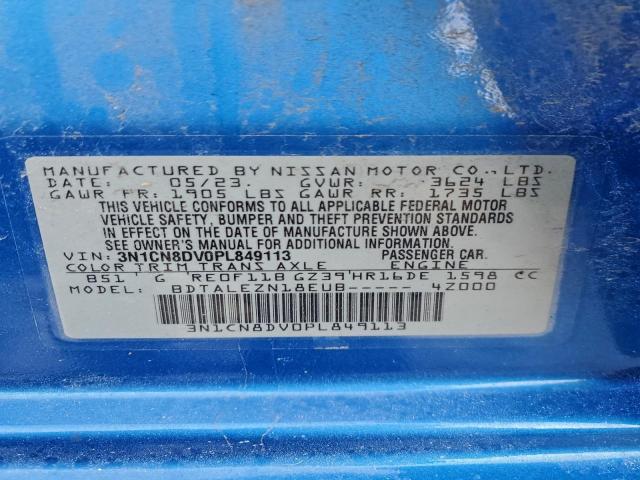 MANUFACTURED BY NISSAN MOTOR CO., LTD.
DATE: 05/23. GVWR: 3624 LBS
GAWR FR: 1905 LBS GAWR RR: 1735 LBS
THIS VEHICLE CONFORMS TO ALL APPLICABLE FEDERAL MOTOR
VEHICLE SAFETY, BUMPER AND THEFT PREVENTION STANDARDS
IN EFFECT ON THE DATE OF MANUFACTURE SHOWN ABOVE.
SEE OWNER'S MANUAL FOR ADDITIONAL INFORMATION.
VIN: 3N1CN8DV0PL849113 PASSENGER CAR.
COLOR TRIM TRANS AXLE ENGINE
B51 G RE0F11B GZ39 HR16DE 1598 CC
MODEL: BDTALEZN18EUB----- 4Z000
3N1CN8DV0PL849113